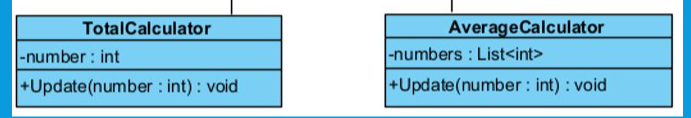 TotalCalculator
-number : int
+Update(number : int) : void
AverageCalculator
-numbers : List<int>
+Update(number : int) : void